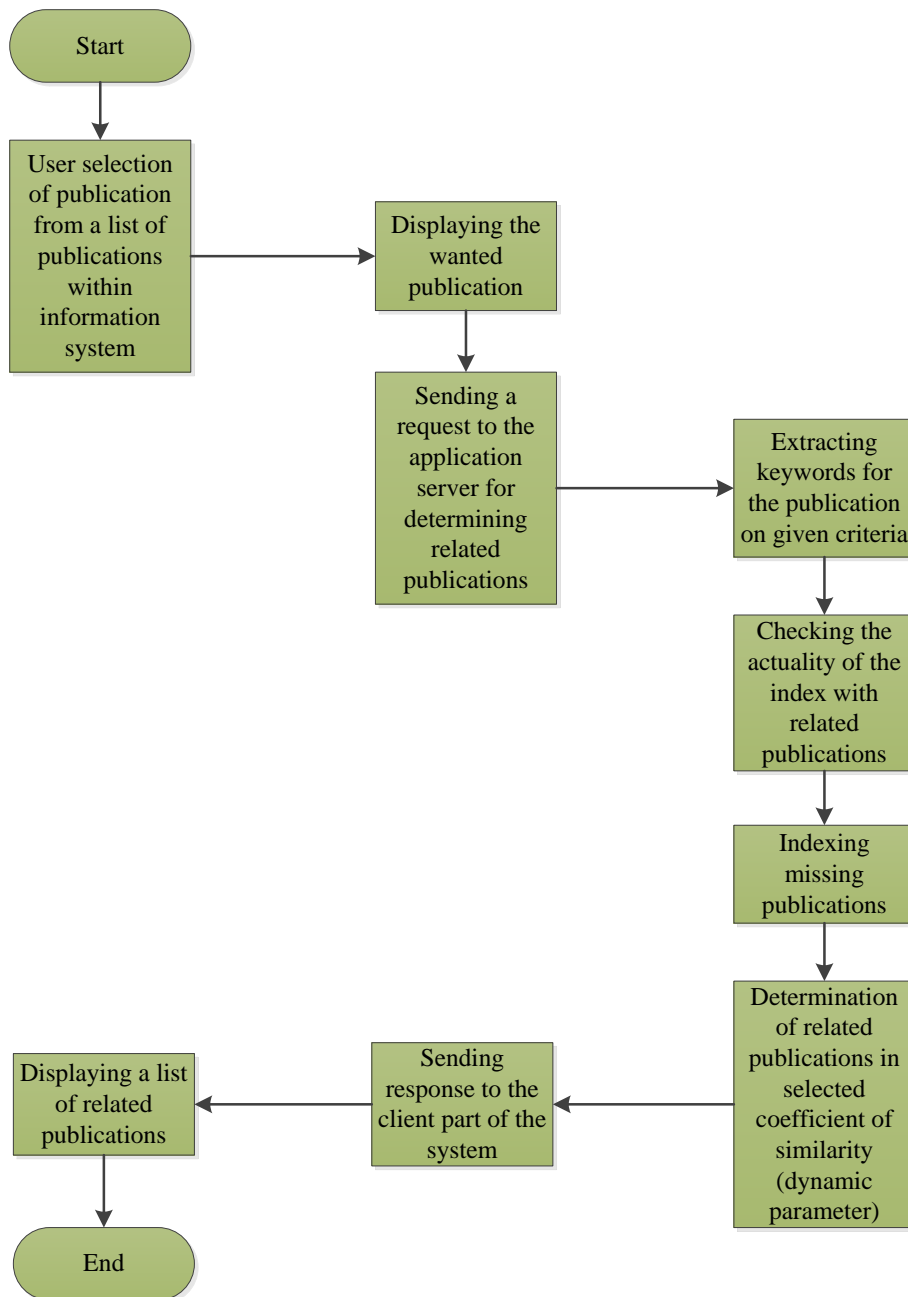 Start
User selection
of publication
from a list of
publications
within
information
system
Displaying the
wanted
publication
Sending a
request to the
application
server for
determining
related
publications
Extracting
keywords for
the publication
on given criteria
Checking the
actuality of the
index with
related
publications
Indexing
missing
publications
Determination
of related
publications in
selected
coefficient of
similarity
(dynamic
parameter)
Sending
response to the
client part of the
system
Displaying a list
of related
publications
End